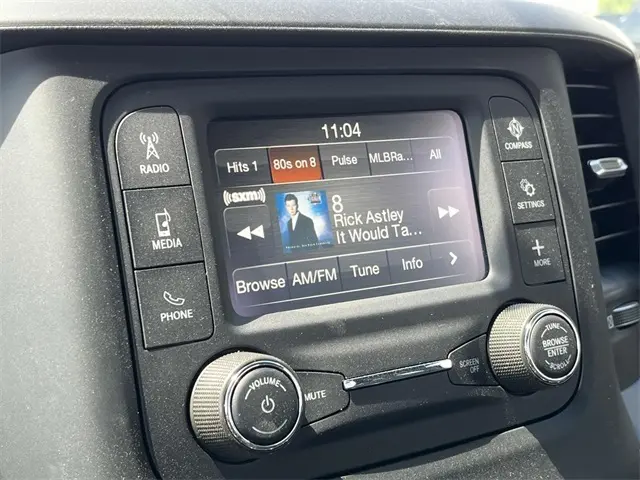 11:04
Hits 1 80s on 8 Pulse MLBRa... All
((sxm))
8
Rick Astley
It Would Ta...
Browse AM/FM Tune Info
RADIO
MEDIA
PHONE
N
COMPASS
SETTINGS
MORE
VOLUME
MUTE
SCREEN
OFF
TUNE
BROWSE
ENTER
SCROLL